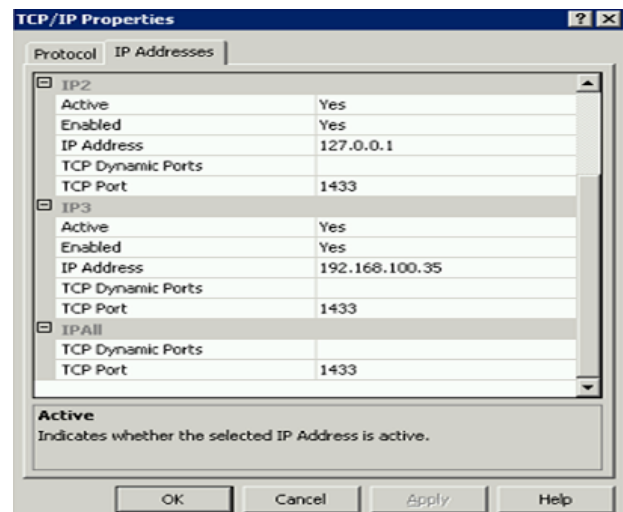 TCP/IP Properties
Protocol IP Addresses
IP2
Active Yes
Enabled Yes
IP Address 127.0.0.1
TCP Dynamic Ports
TCP Port 1433
IP3
Active Yes
Enabled Yes
IP Address 192.168.100.35
TCP Dynamic Ports
TCP Port 1433
IPAll
TCP Dynamic Ports
TCP Port 1433
Active
Indicates whether the selected IP Address is active.
OK Cancel Apply Help